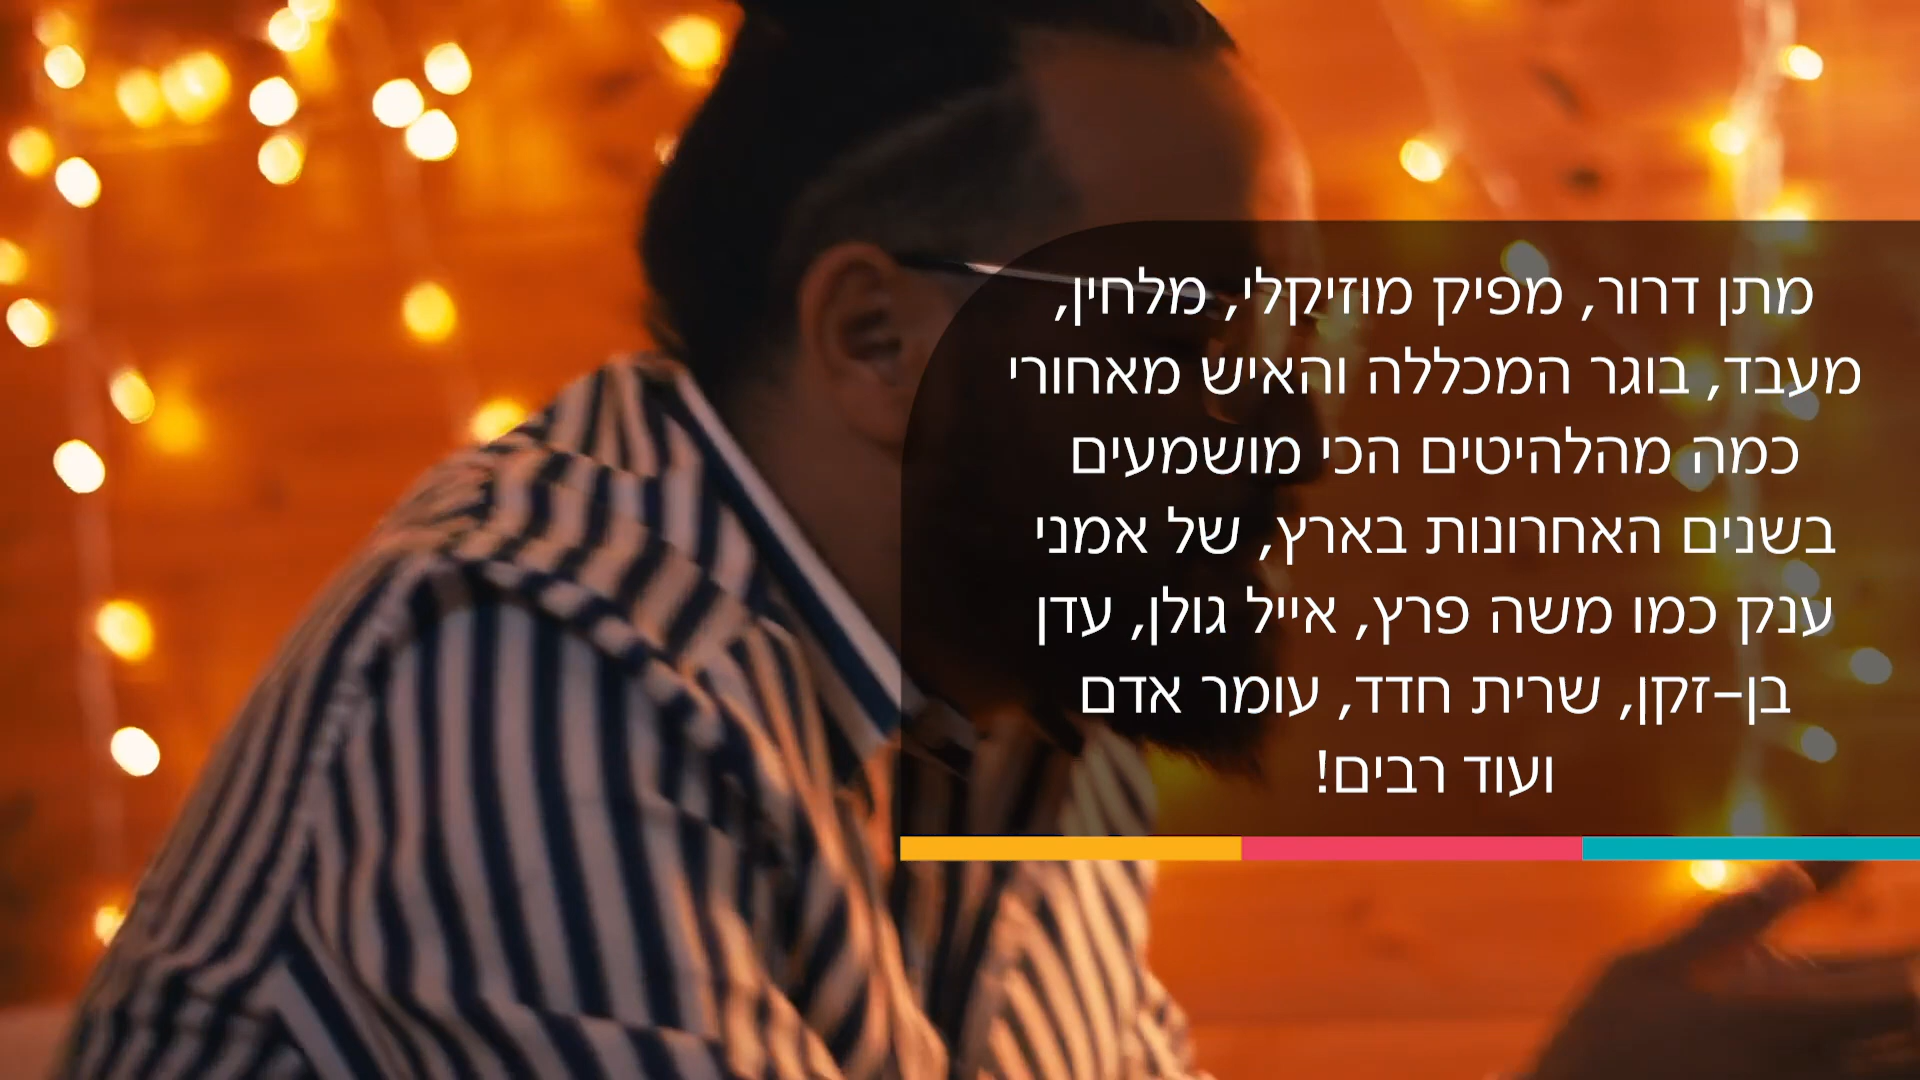 מתן דרור, מפיק מוזיקלי, מלחין,
מעבד, בוגר המכללה והאיש מאחורי
כמה מהלהיטים הכי מושמעים
בשנים האחרונות בארץ, של אמני
ענק כמו משה פרץ, אייל גולן, עדן
בן-זקן, שרית חדד, עומר אדם
ועוד רבים!